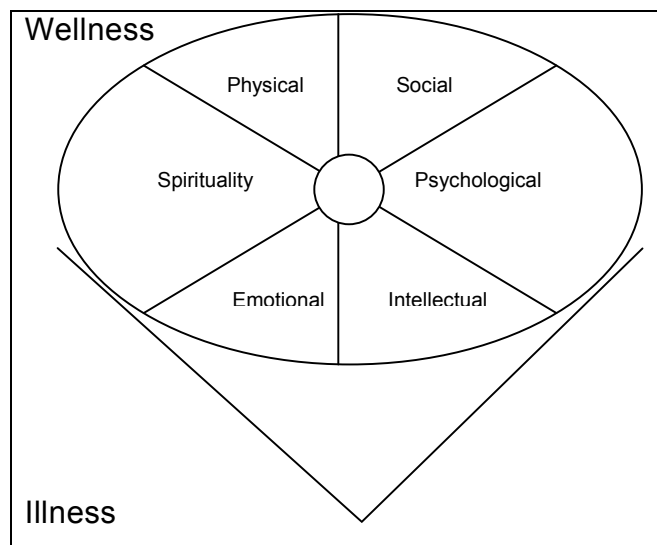 Wellness
Physical
Social
Spirituality
Psychological
Emotional
Intellectual
Illness